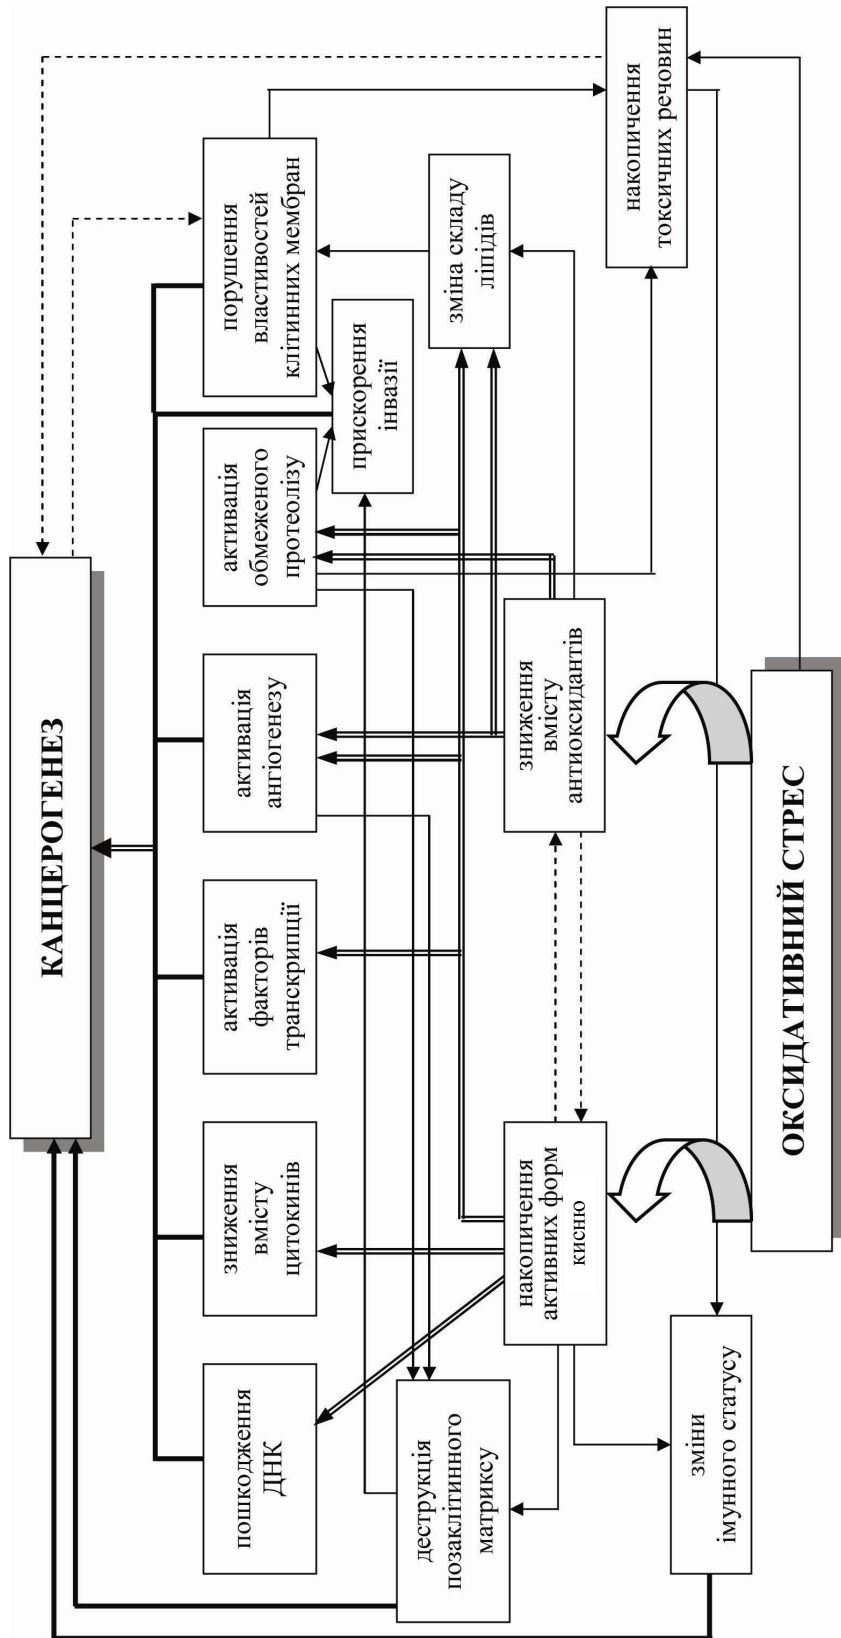 КАНЦЕРОГЕНЕЗ
пошкодження
ДНК
зниження
вмісту
цитокинів
активація
факторів
транскрипції
активація
ангіогенезу
активація
обмеженого
протеолізу
порушення
властивостей
клітинних мембран
прискорення
інвазії
деструкція
позаклітинного
матриксу
зміна складу
ліпідів
накопичення
активних форм
кисню
зниження
вмісту
антиоксидантів
накопичення
токсичних речовин
зміни
імунного статусу
ОКСИДАТИВНИЙ СТРЕС